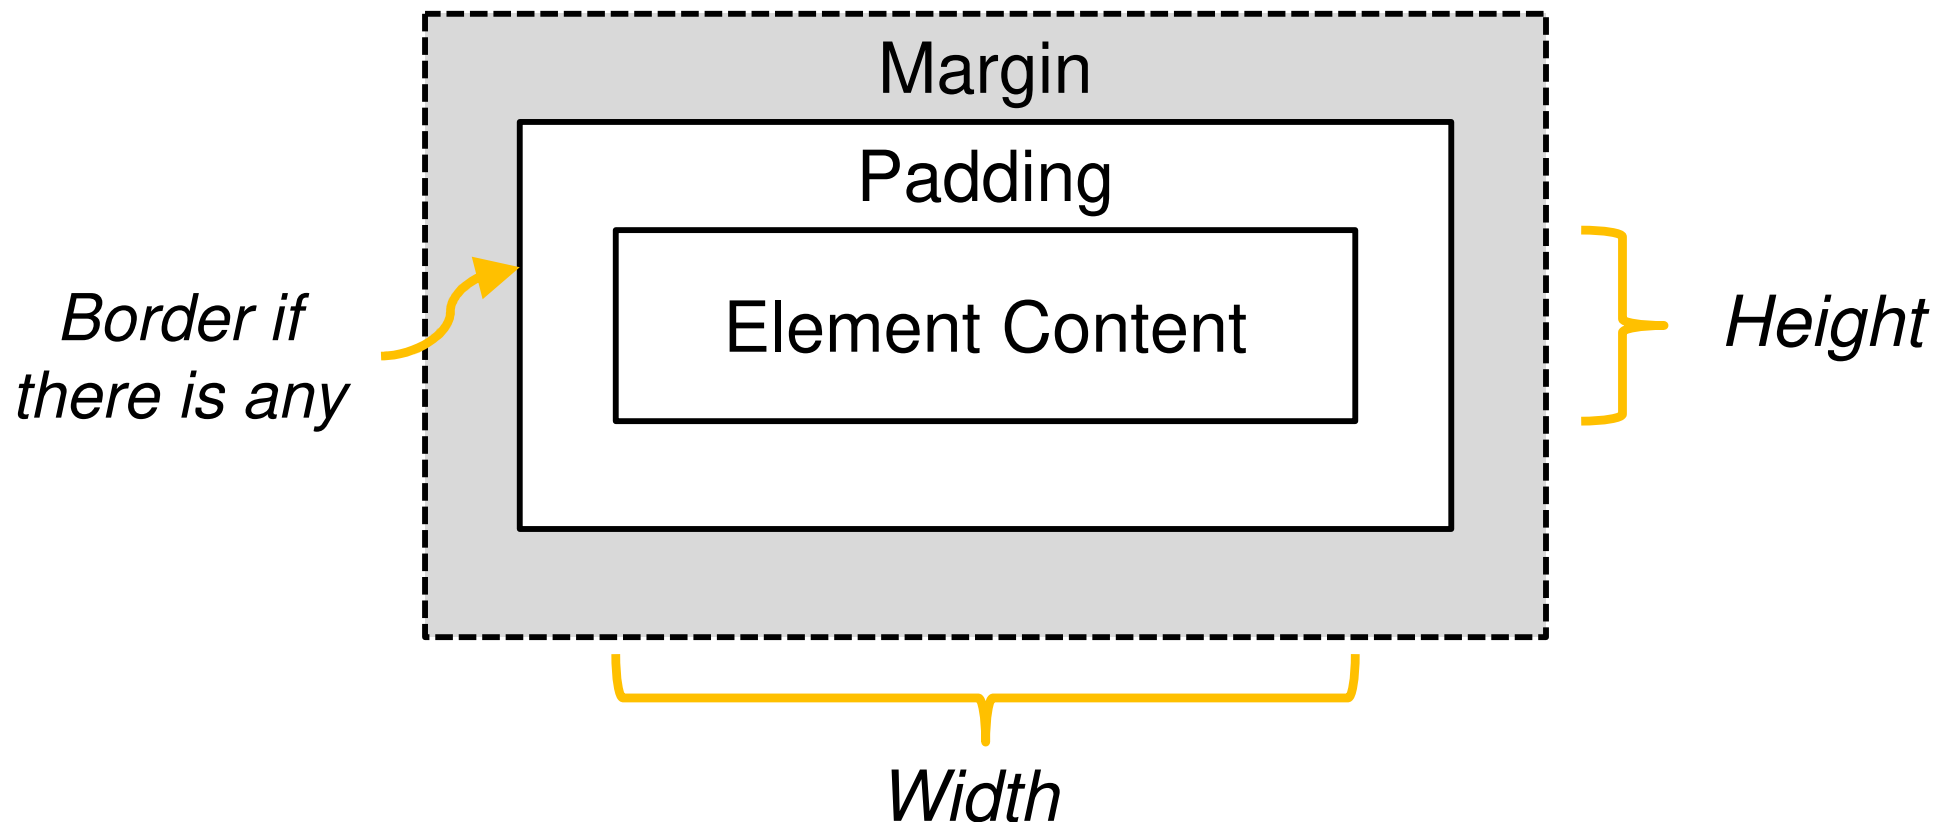 Margin
Padding
Element Content
Border if
there is any
Height
Width